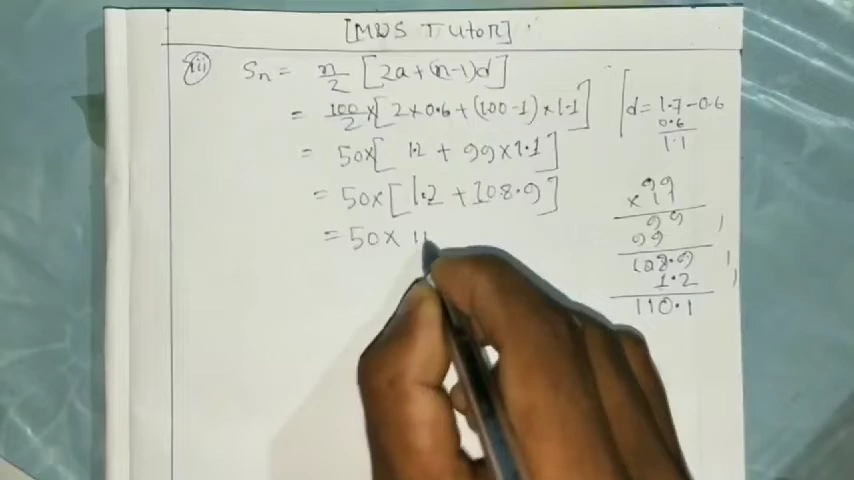 [MWS Tutor]
(iii) Sn = n/2 [2a+(n-1)d]
= 100/2 × [2×0.6+(100-1)×1.1]
= 50×[1.2 + 99×1.1]
= 50×[1.2 + 108.9]
= 50× 11
d = 1.7-0.6
0.6
1.1
99
×11
99
99
108.9
1.2
110.1